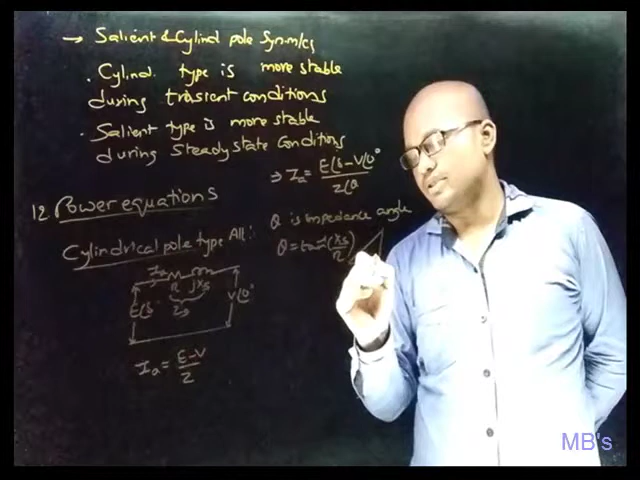 → Salient & Cylind pole Syn.m/cs
. Cylind. type is more stable
during trasient conditions
. Salient type is more stable
during Steady state Conditions
⇒ Ia = E∠δ - V∠0° / Z∠θ
12. Power equations
θ is impedance angle
Cylindrical pole type Alt:
θ = tan⁻¹(Xs/R)
Ia
R jXs
E∠δ Zs V∠0°
Ia = E-V / Z
MB's